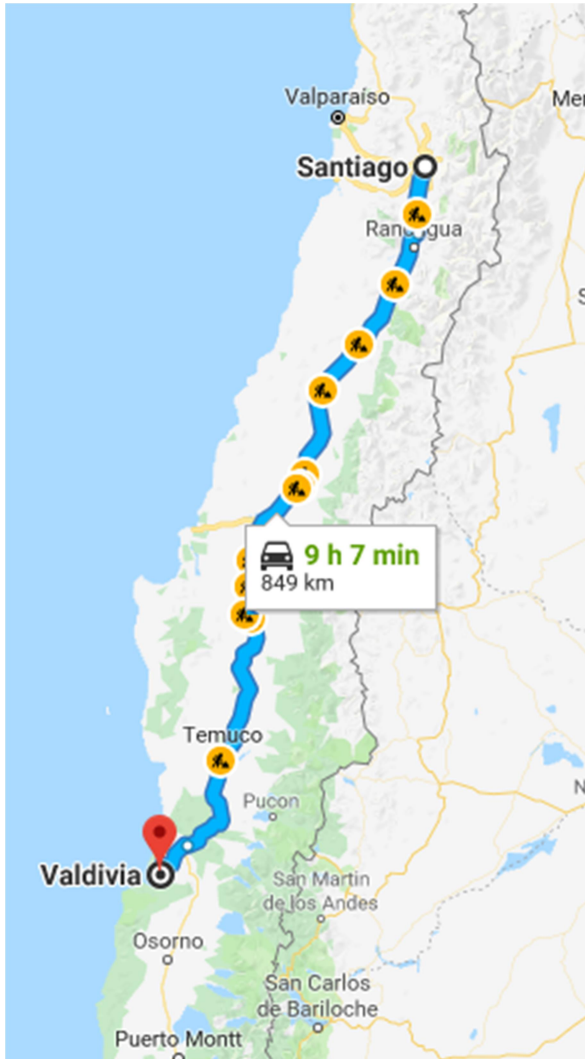 Valparaíso
Mer
Santiago
Rancagua
S
9 h 7 min
849 km
Temuco
N
Pucon
Valdivia
San Martin
de los Andes
Osorno
San Carlos
de Bariloche
Puerto Montt